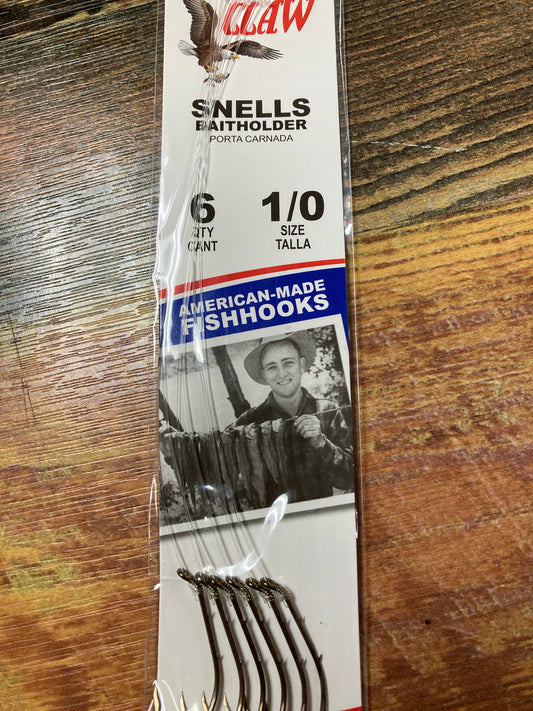 CLAW
SNELLS
BAITHOLDER
PORTA CARNADA
6
QTY
CANT
1/0
SIZE
TALLA
AMERICAN-MADE
FISHHOOKS